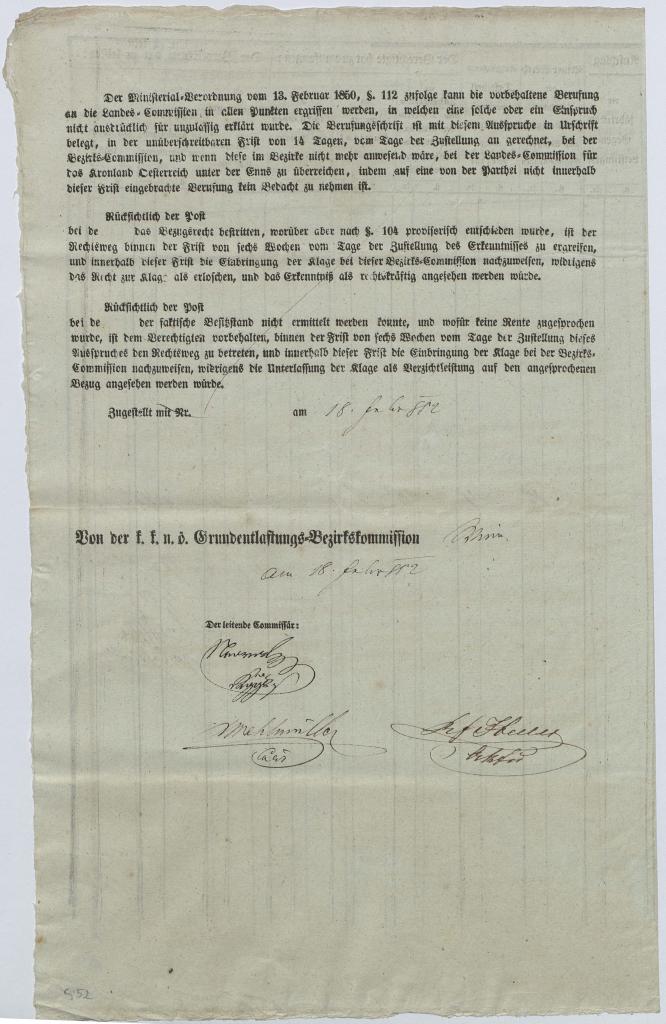 Der Ministerial-Verordnung vom 13. Februar 1850, §. 112 zufolge kann die vorbehaltene Berufung
an die Landes-Commission in allen Punkten ergriffen werden, in welchen eine solche oder ein Einspruch
nicht ausdrücklich für unzulässig erklärt wurde. Die Berufungsschrift ist mit diesem Ausspruche in Urschrift
belegt, in der unüberschreitbaren Frist von 14 Tagen, vom Tage der Zustellung an gerechnet, bei der
Bezirks-Commission, und wenn diese im Bezirke nicht mehr anwesend wäre, bei der Landes-Commission für
das Kronland Oesterreich unter der Enns zu überreichen, indem auf eine von der Parthei nicht innerhalb
dieser Frist eingebrachte Berufung kein Bedacht zu nehmen ist.
Rücksichtlich der Post
bei de das Bezugsrecht bestritten, worüber aber nach §. 104 provisorisch entschieden wurde, ist der
Rechtsweg binnen der Frist von sechs Wochen vom Tage der Zustellung des Erkenntnisses zu ergreifen,
und innerhalb dieser Frist die Einbringung der Klage bei dieser Bezirks-Commission nachzuweisen, widrigens
das Recht zur Klage als erloschen, und das Erkenntniß als rechtskräftig angesehen werden würde.
Rücksichtlich der Post
bei de der faktische Besitzstand nicht ermittelt werden konnte, und wofür keine Rente zugesprochen
wurde, ist dem Berechtigten vorbehalten, binnen der Frist von sechs Wochen vom Tage der Zustellung dieses
Ausspruches den Rechtsweg zu betreten, und innerhalb dieser Frist die Einbringung der Klage bei der Bezirks-
Commission nachzuweisen, widrigens die Unterlassung der Klage als Verzichtleistung auf den angesprochenen
Bezug angesehen werden würde.
Zugestellt mit Nr. am 18. Febr 852
Von der k. k. n. ö. Grundentlastungs-Bezirkskommission Wien.
am 18. Febr 852
Der leitende Commissär: